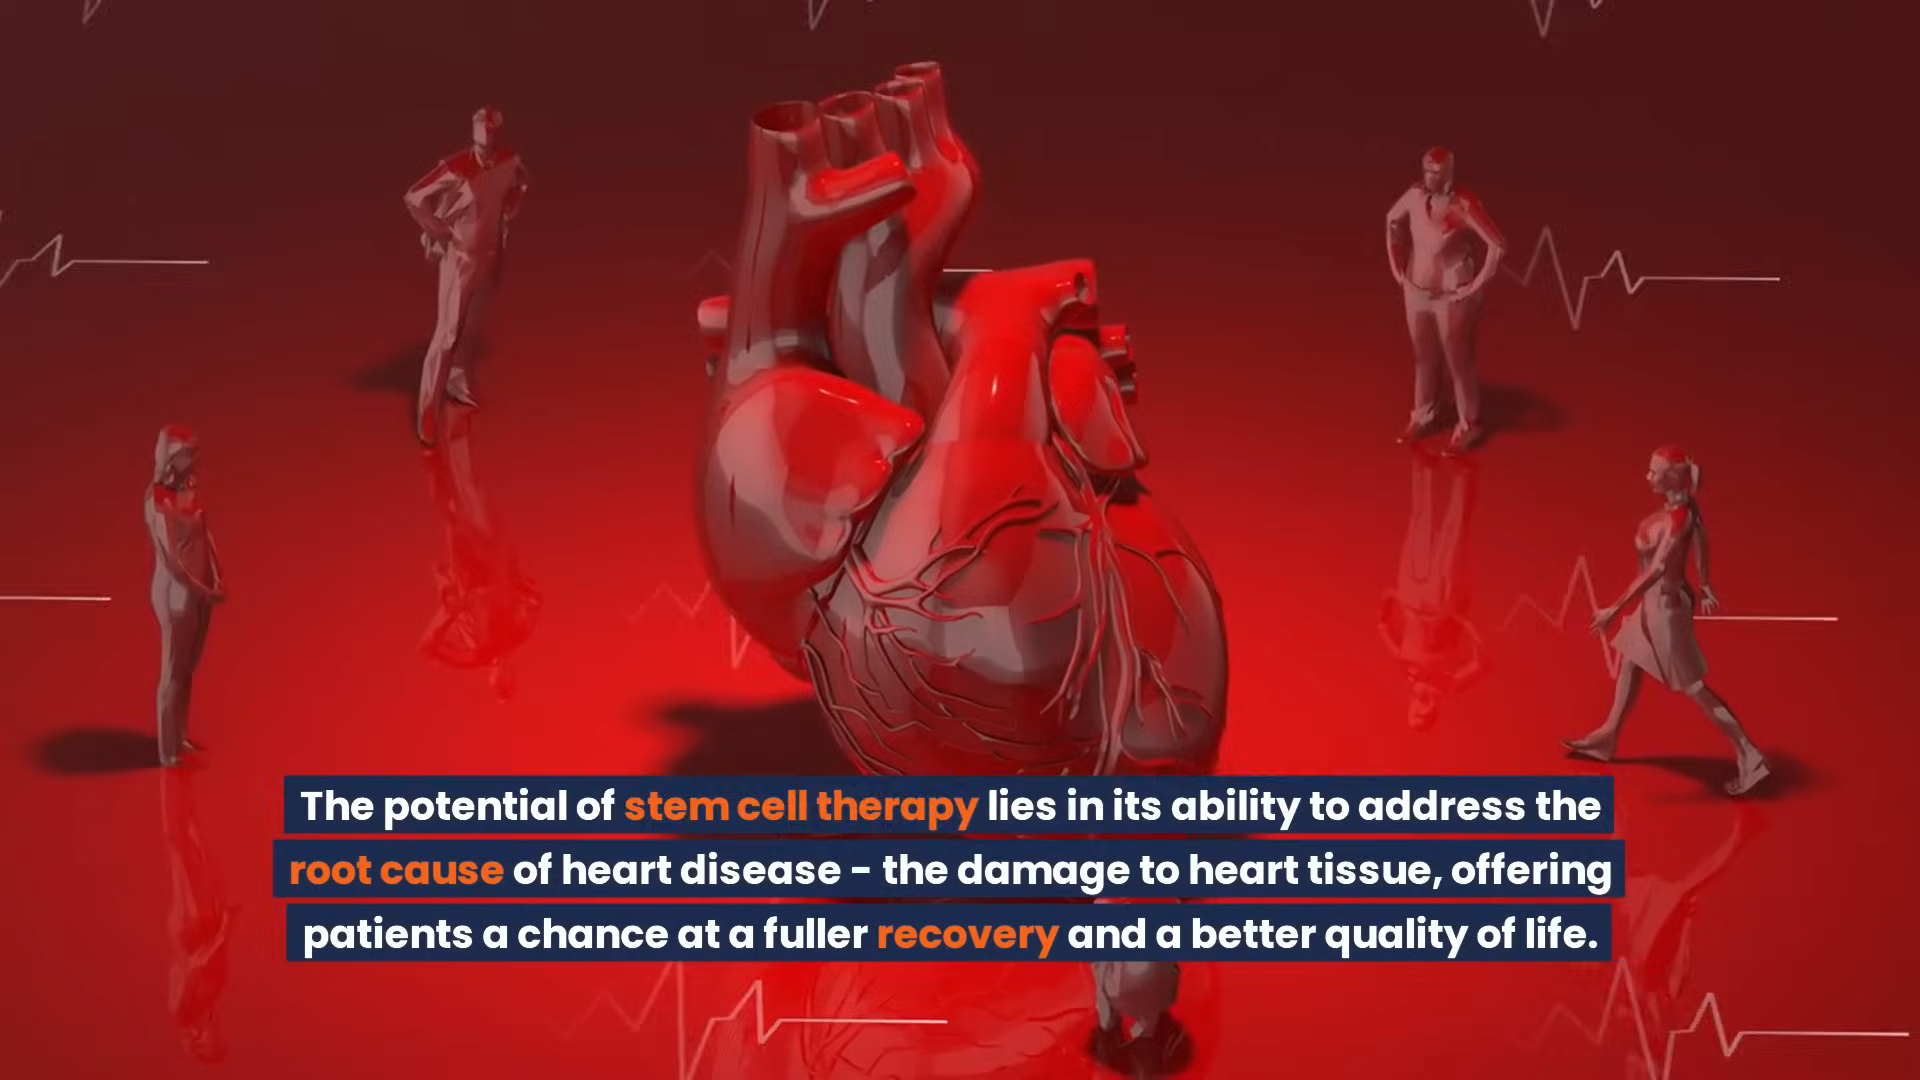 The potential of stem cell therapy lies in its ability to address the
root cause of heart disease - the damage to heart tissue, offering
patients a chance at a fuller recovery and a better quality of life.